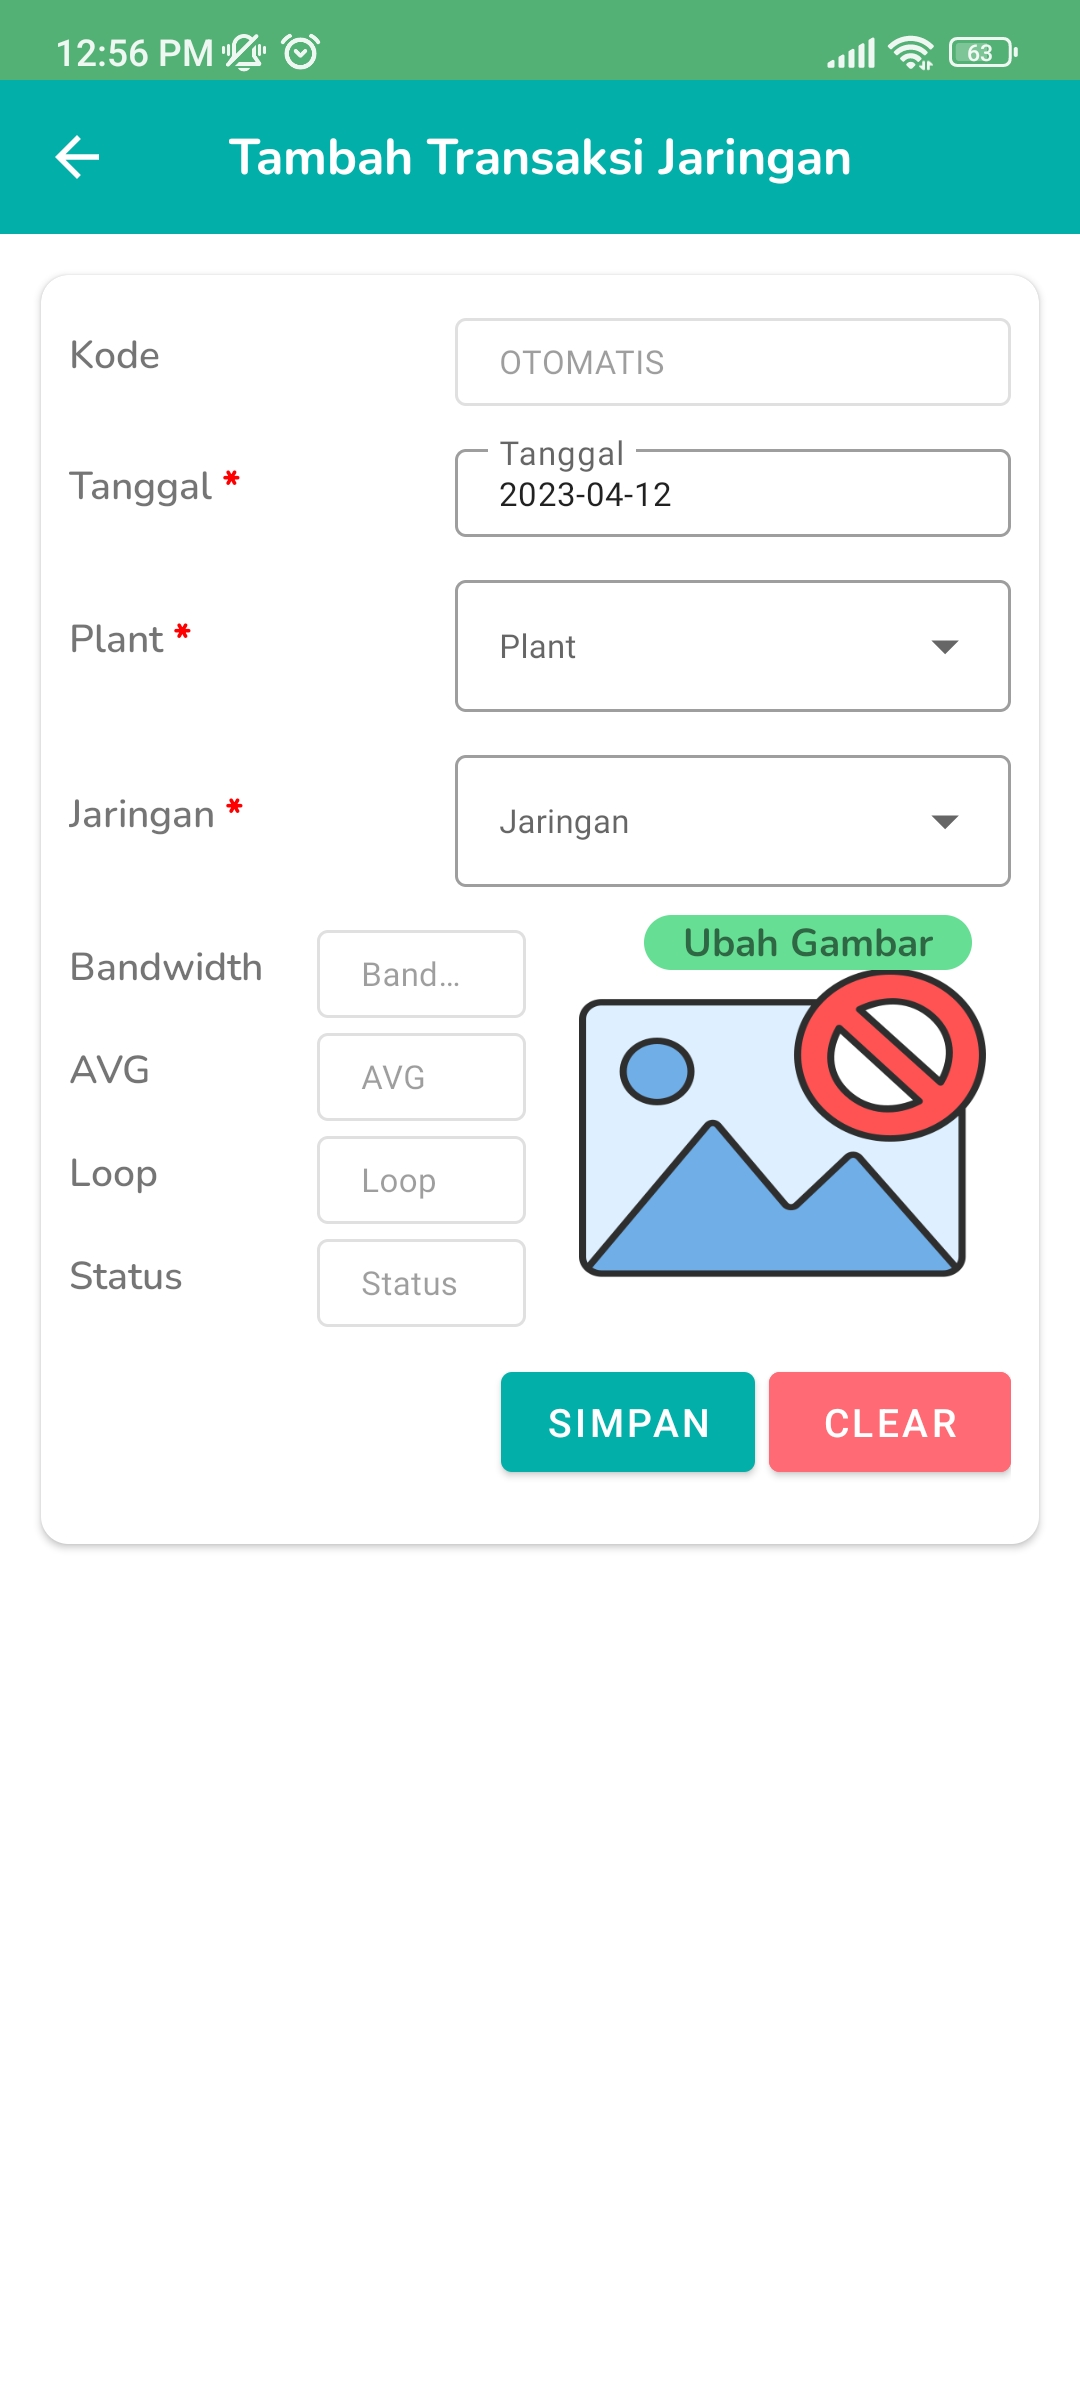 12:56 PM 63
Tambah Transaksi Jaringan
Kode
OTOMATIS
Tanggal *
Tanggal
2023-04-12
Plant *
Plant
Jaringan *
Jaringan
Ubah Gambar
Bandwidth
Band...
AVG
AVG
Loop
Loop
Status
Status
SIMPAN CLEAR